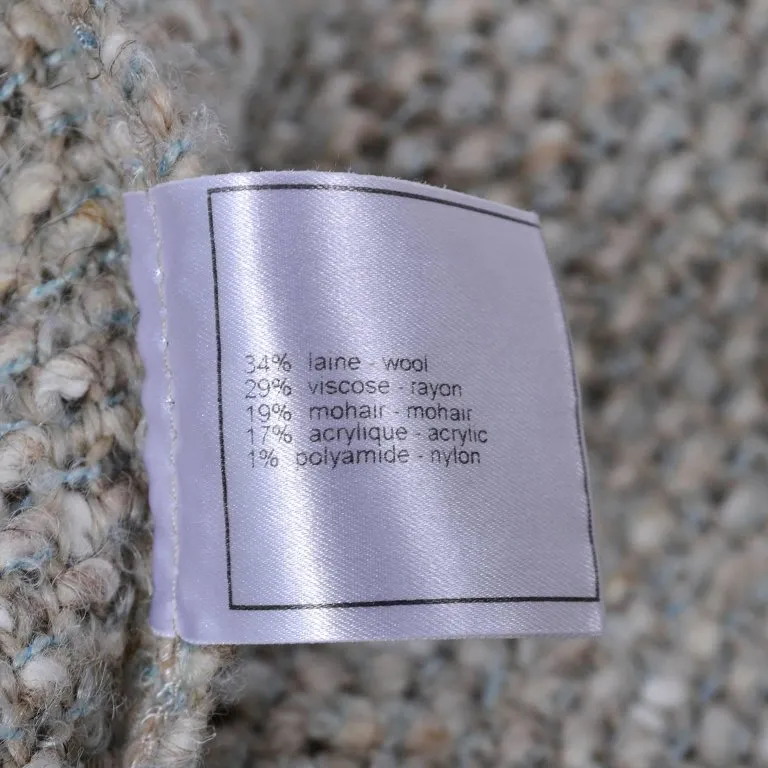 34% laine - wool
29% viscose - rayon
19% mohair - mohair
17% acrylique - acrylic
1% polyamide - nylon